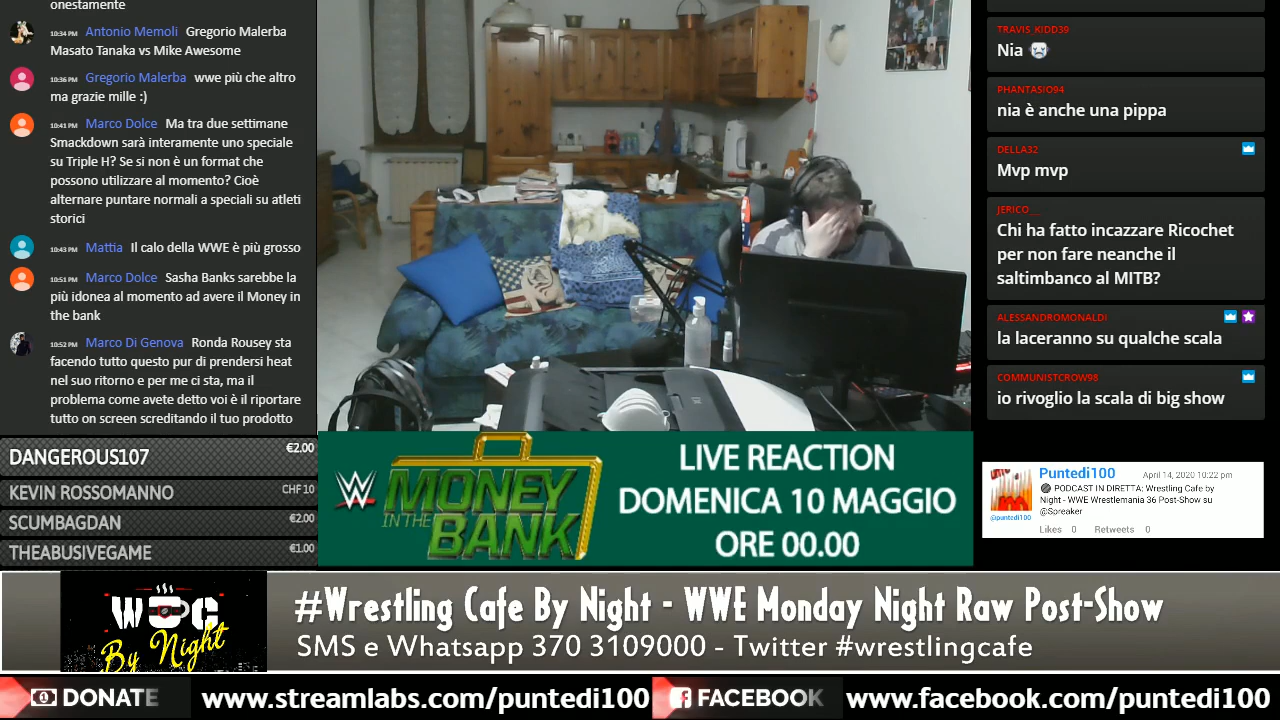 onestamente
10:34 PM Antonio Memoli Gregorio Malerba
Masato Tanaka vs Mike Awesome
10:36 PM Gregorio Malerba wwe più che altro
ma grazie mille :)
10:41 PM Marco Dolce Ma tra due settimane
Smackdown sarà interamente uno speciale
su Triple H? Se si non è un format che
possono utilizzare al momento? Cioè
alternare puntare normali a speciali su atleti
storici
10:43 PM Mattia Il calo della WWE è più grosso
10:51 PM Marco Dolce Sasha Banks sarebbe la
più idonea al momento ad avere il Money in
the bank
10:52 PM Marco Di Genova Ronda Rousey sta
facendo tutto questo pur di prendersi heat
nel suo ritorno e per me ci sta, ma il
problema come avete detto voi è il riportare
tutto on screen screditando il tuo prodotto
DANGEROUS107 €2.00
KEVIN ROSSOMANNO CHF 10
SCUMBAGDAN €2.00
THEABUSIVEGAME €1.00
TRAVIS_KIDD39
Nia
PHANTASIO94
nia è anche una pippa
DELLA32
Mvp mvp
JERICO__
Chi ha fatto incazzare Ricochet
per non fare neanche il
saltimbanco al MITB?
ALESSANDROMONALDI
la laceranno su qualche scala
COMMUNISTCROW98
io rivoglio la scala di big show
W
MONEY
IN THE
BANK
LIVE REACTION
DOMENICA 10 MAGGIO
ORE 00.00
Puntedi100 April 14, 2020 10:22 pm
PODCAST IN DIRETTA: Wrestling Cafe by
Night - WWE Wrestlemania 36 Post-Show su
@Spreaker
@puntedi100
Likes 0 Retweets 0
WCG
By Night
#Wrestling Cafe By Night - WWE Monday Night Raw Post-Show
SMS e Whatsapp 370 3109000 - Twitter #wrestlingcafe
DONATE www.streamlabs.com/puntedi100 FACEBOOK www.facebook.com/puntedi100